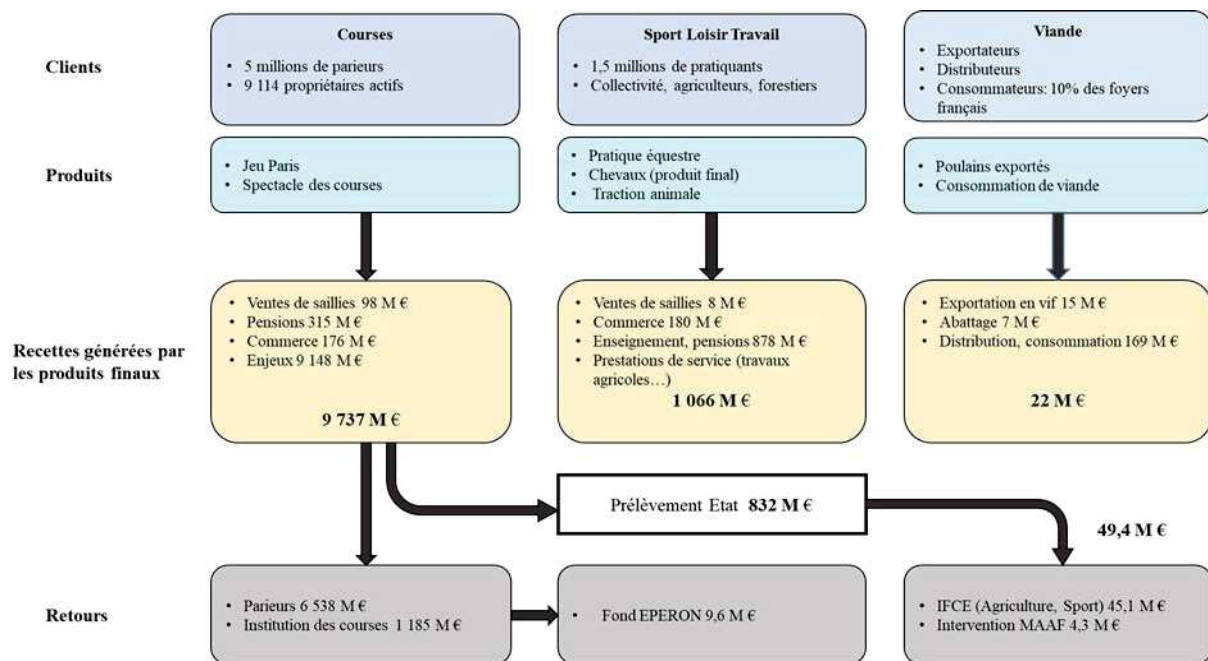 Clients
Courses
• 5 millions de parieurs
• 9 114 propriétaires actifs
Sport Loisir Travail
• 1,5 millions de pratiquants
• Collectivité, agriculteurs, forestiers
Viande
• Exportateurs
• Distributeurs
• Consommateurs: 10% des foyers
français
Produits
• Jeu Paris
• Spectacle des courses
• Pratique équestre
• Chevaux (produit final)
• Traction animale
• Poulains exportés
• Consommation de viande
Recettes générées par
les produits finaux
• Ventes de saillies 98 M €
• Pensions 315 M €
• Commerce 176 M €
• Enjeux 9 148 M €
9 737 M €
• Ventes de saillies 8 M €
• Commerce 180 M €
• Enseignement, pensions 878 M €
• Prestations de service (travaux
agricoles…)
1 066 M €
• Exportation en vif 15 M €
• Abattage 7 M €
• Distribution, consommation 169 M €
22 M €
Prélèvement Etat 832 M €
49,4 M €
Retours
• Parieurs 6 538 M €
• Institution des courses 1 185 M €
• Fond EPERON 9,6 M €
• IFCE (Agriculture, Sport) 45,1 M €
• Intervention MAAF 4,3 M €